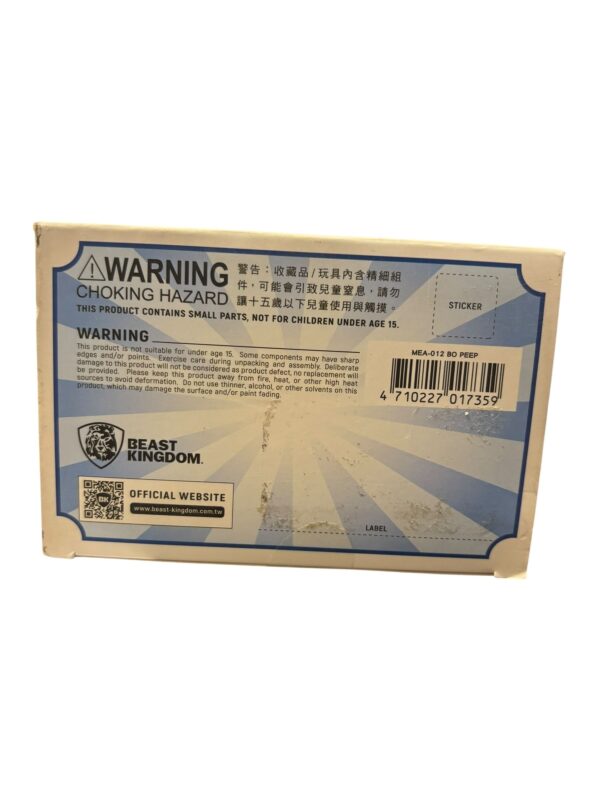 WARNING
CHOKING HAZARD
警告：收藏品/玩具內含精細組
件，可能會引致兒童窒息，請勿
讓十五歲以下兒童使用與觸摸。
THIS PRODUCT CONTAINS SMALL PARTS, NOT FOR CHILDREN UNDER AGE 15.
STICKER
WARNING
This product is not suitable for under age 15. Some components may have sharp
edges and/or points. Exercise care during unpacking and assembly. Deliberate
damage to this product will not be considered as product defect, no replacement will
be provided. Please keep this product away from fire, heat, or other high heat
sources to avoid deformation. Do not use thinner, alcohol, or other solvents on this
product, which may damage the surface and/or paint fading.
MEA-012 BO PEEP
4 710227 017359
BEAST
KINGDOM.
BK
OFFICIAL WEBSITE
www.beast-kingdom.com.tw
LABEL